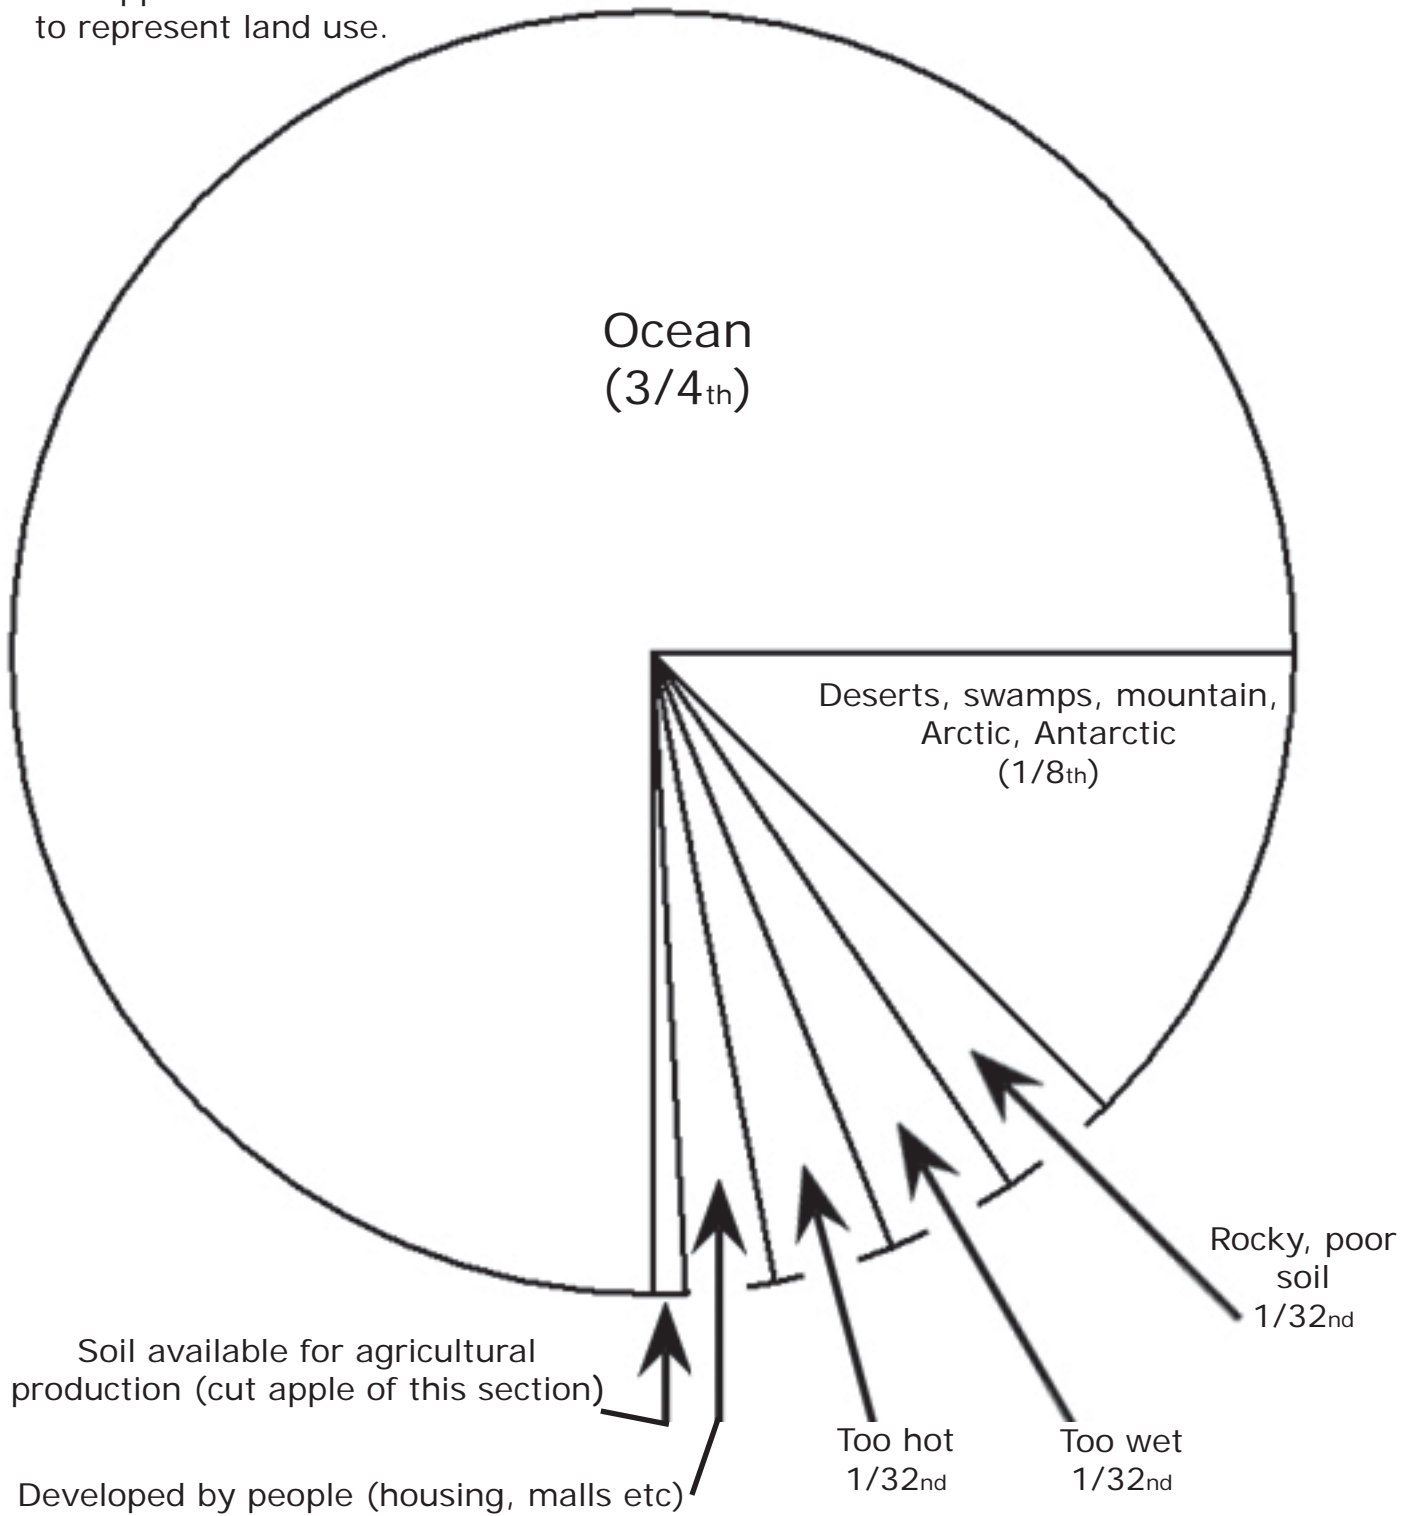 to represent land use.
Ocean
(3/4th)
Deserts, swamps, mountain,
Arctic, Antarctic
(1/8th)
Rocky, poor
soil
1/32nd
Soil available for agricultural
production (cut apple of this section)
Too hot
1/32nd
Too wet
1/32nd
Developed by people (housing, malls etc)